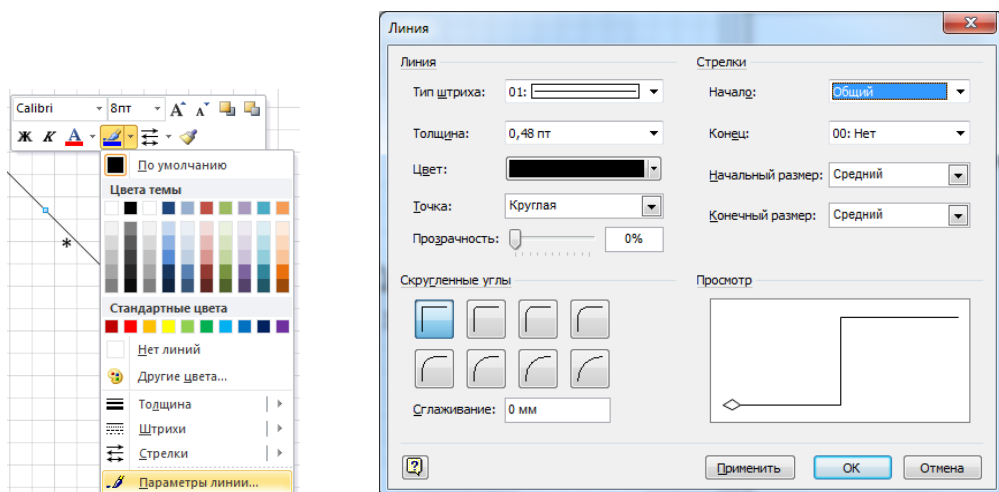 Calibri 8пт A A
Ж К А
По умолчанию
Цвета темы
*
Стандартные цвета
Нет линий
Другие цвета...
Толщина
Штрихи
Стрелки
Параметры линии...
Линия
Линия
Тип штриха: 01:
Толщина: 0,48 пт
Цвет:
Точка: Круглая
Прозрачность: 0%
Стрелки
Начало: Общий
Конец: 00: Нет
Начальный размер: Средний
Конечный размер: Средний
Скругленные углы
Сглаживание: 0 мм
Просмотр
Применить OK Отмена